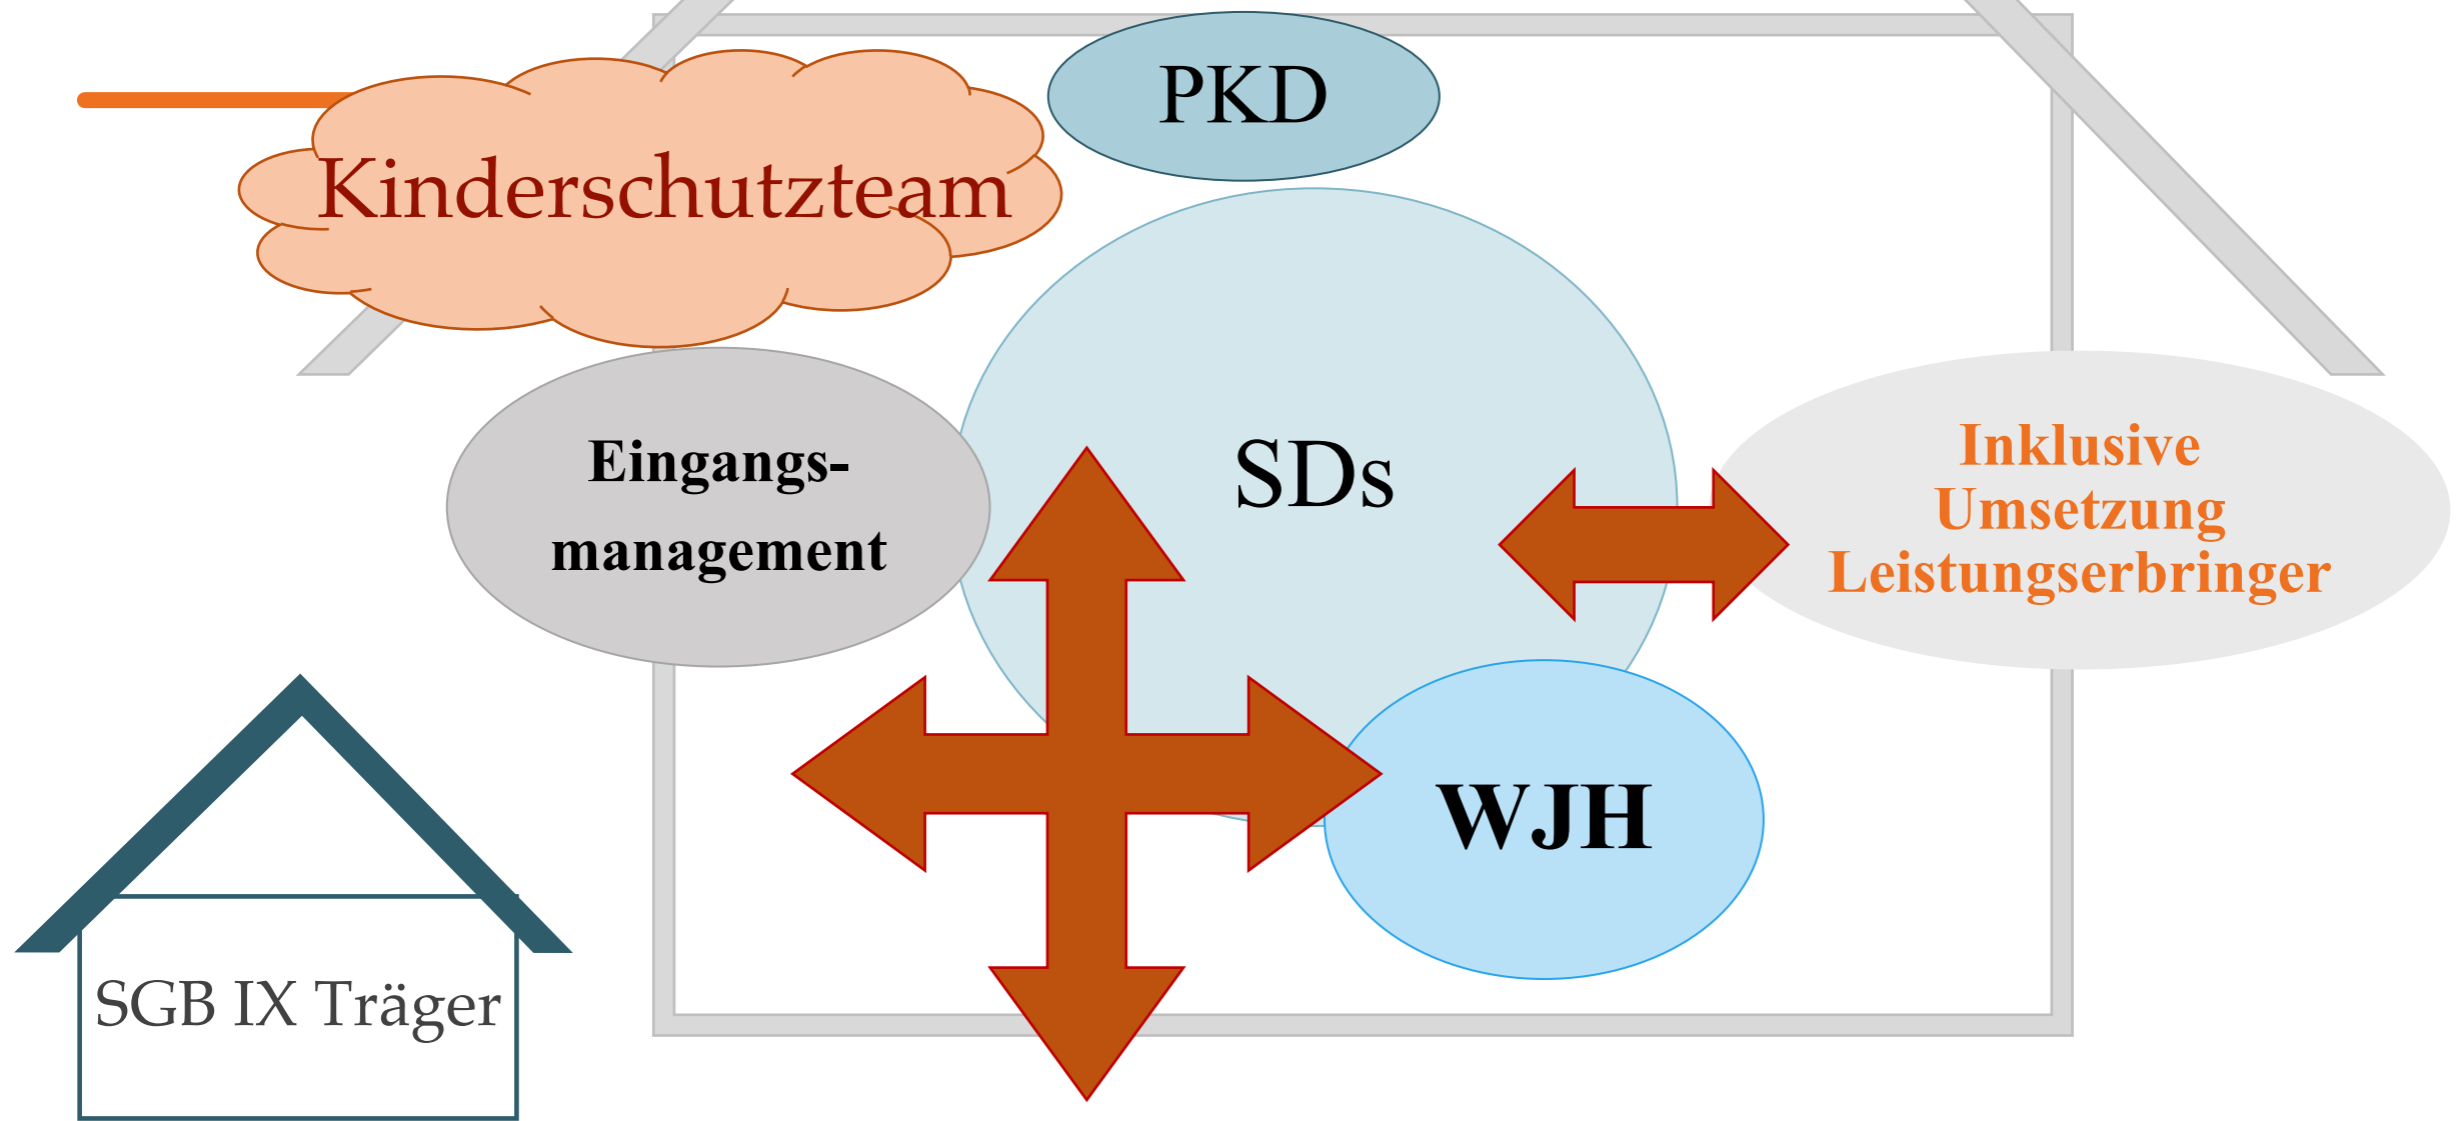 PKD
Kinderschutzteam
Eingangs-
management
SDs
Inklusive
Umsetzung
Leistungserbringer
WJH
SGB IX Träger